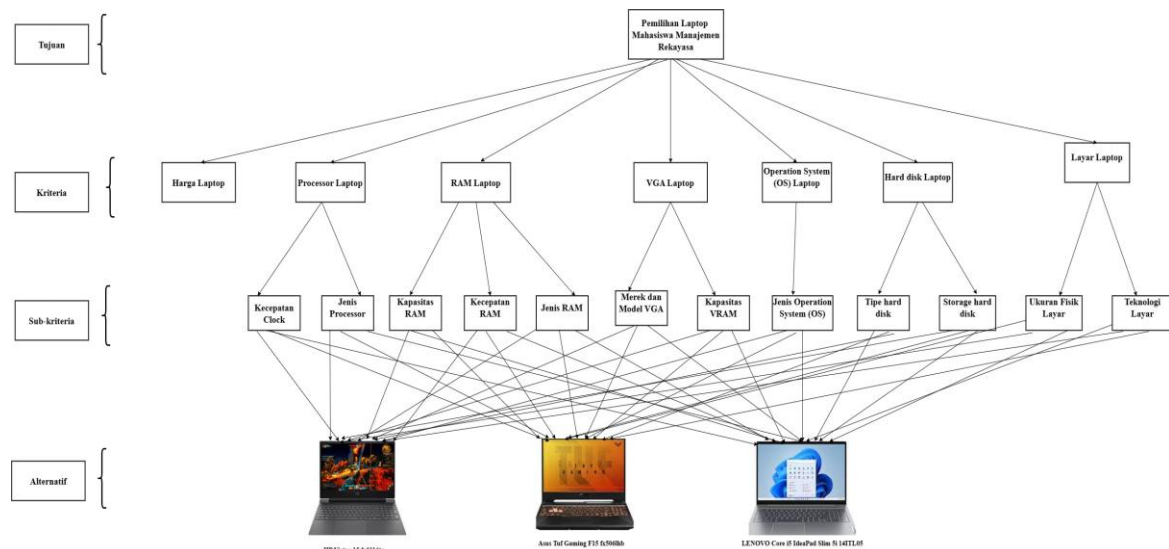 Tujuan
Pemilihan Laptop
Mahasiswa Manajemen
Rekayasa
Kriteria
Harga Laptop
Processor Laptop
RAM Laptop
VGA Laptop
Operation System
(OS) Laptop
Hard disk Laptop
Layar Laptop
Sub-kriteria
Kecepatan
Clock
Jenis
Processor
Kapasitas
RAM
Kecepatan
RAM
Jenis RAM
Merek dan
Model VGA
Kapasitas
VRAM
Jenis Operation
System (OS)
Tipe hard
disk
Storage hard
disk
Ukuran Fisik
Layar
Teknologi
Layar
Alternatif
Asus Tuf Gaming F15 fx506lhb
LENOVO Core i5 IdeaPad Slim 5i 14ITL05